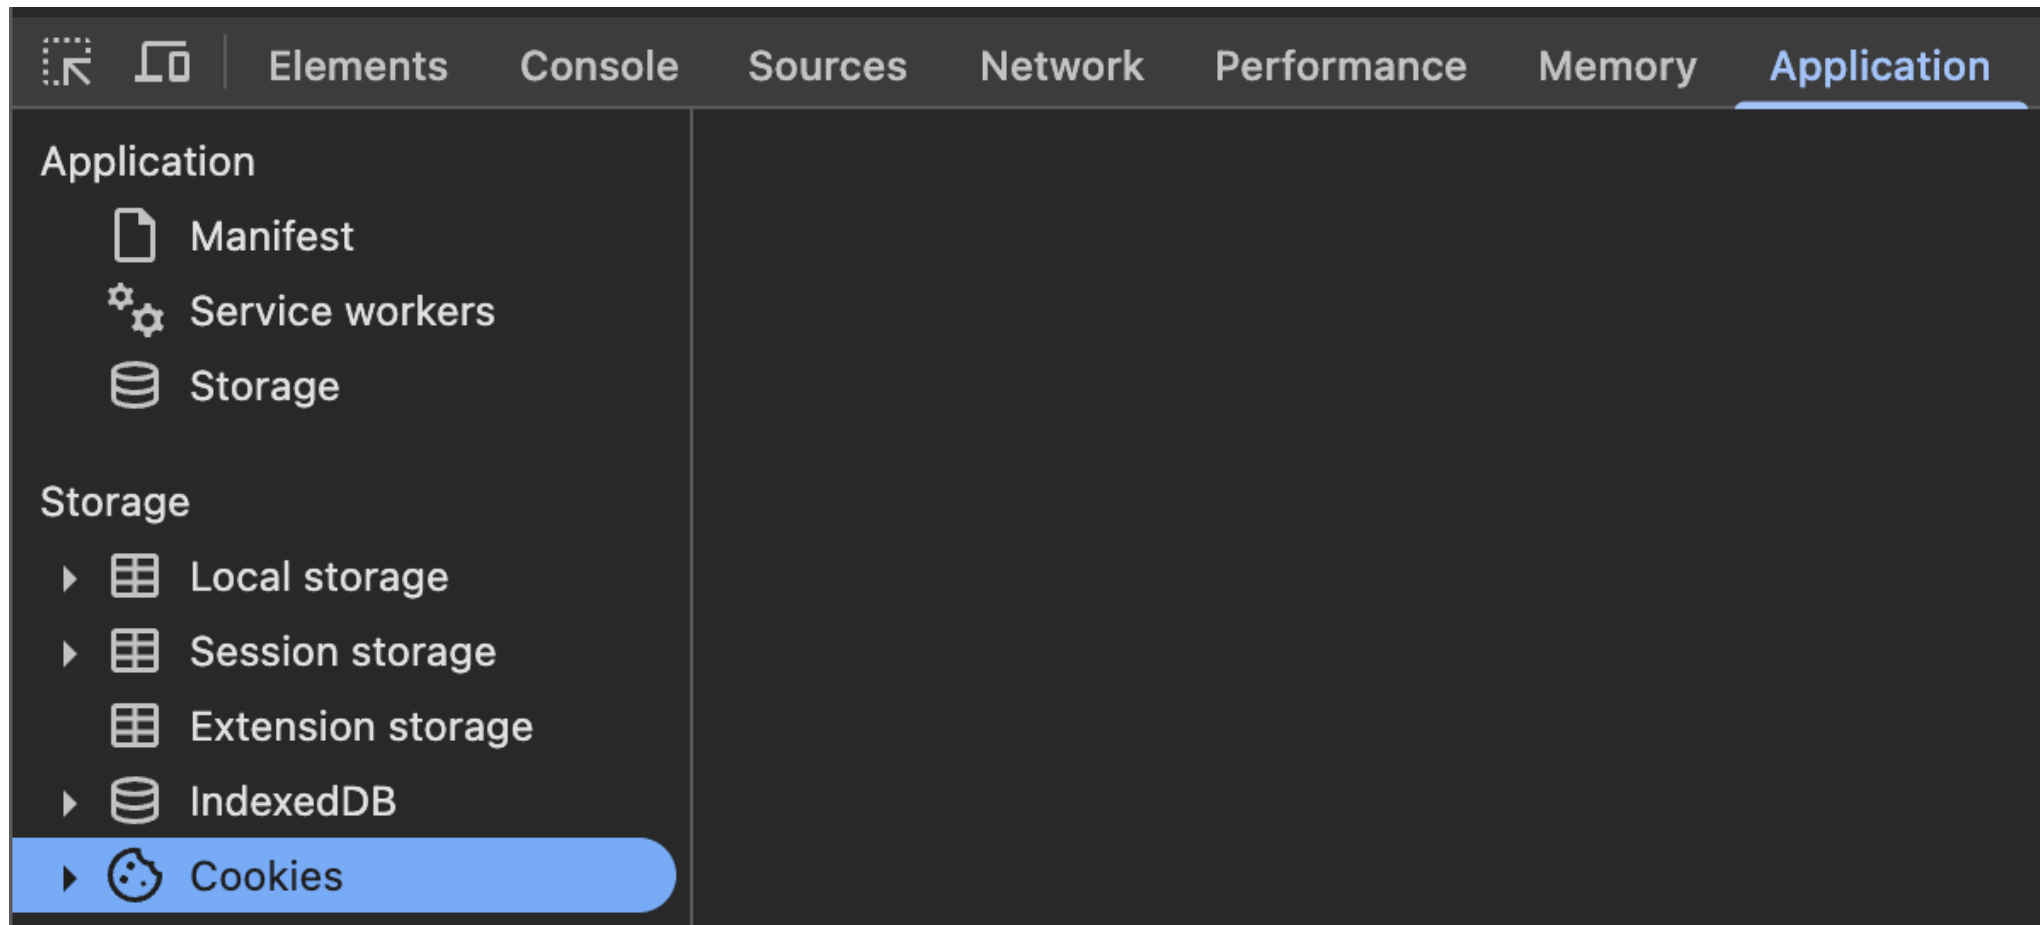 Elements Console Sources Network Performance Memory Application
Application
Manifest
Service workers
Storage
Storage
Local storage
Session storage
Extension storage
IndexedDB
Cookies